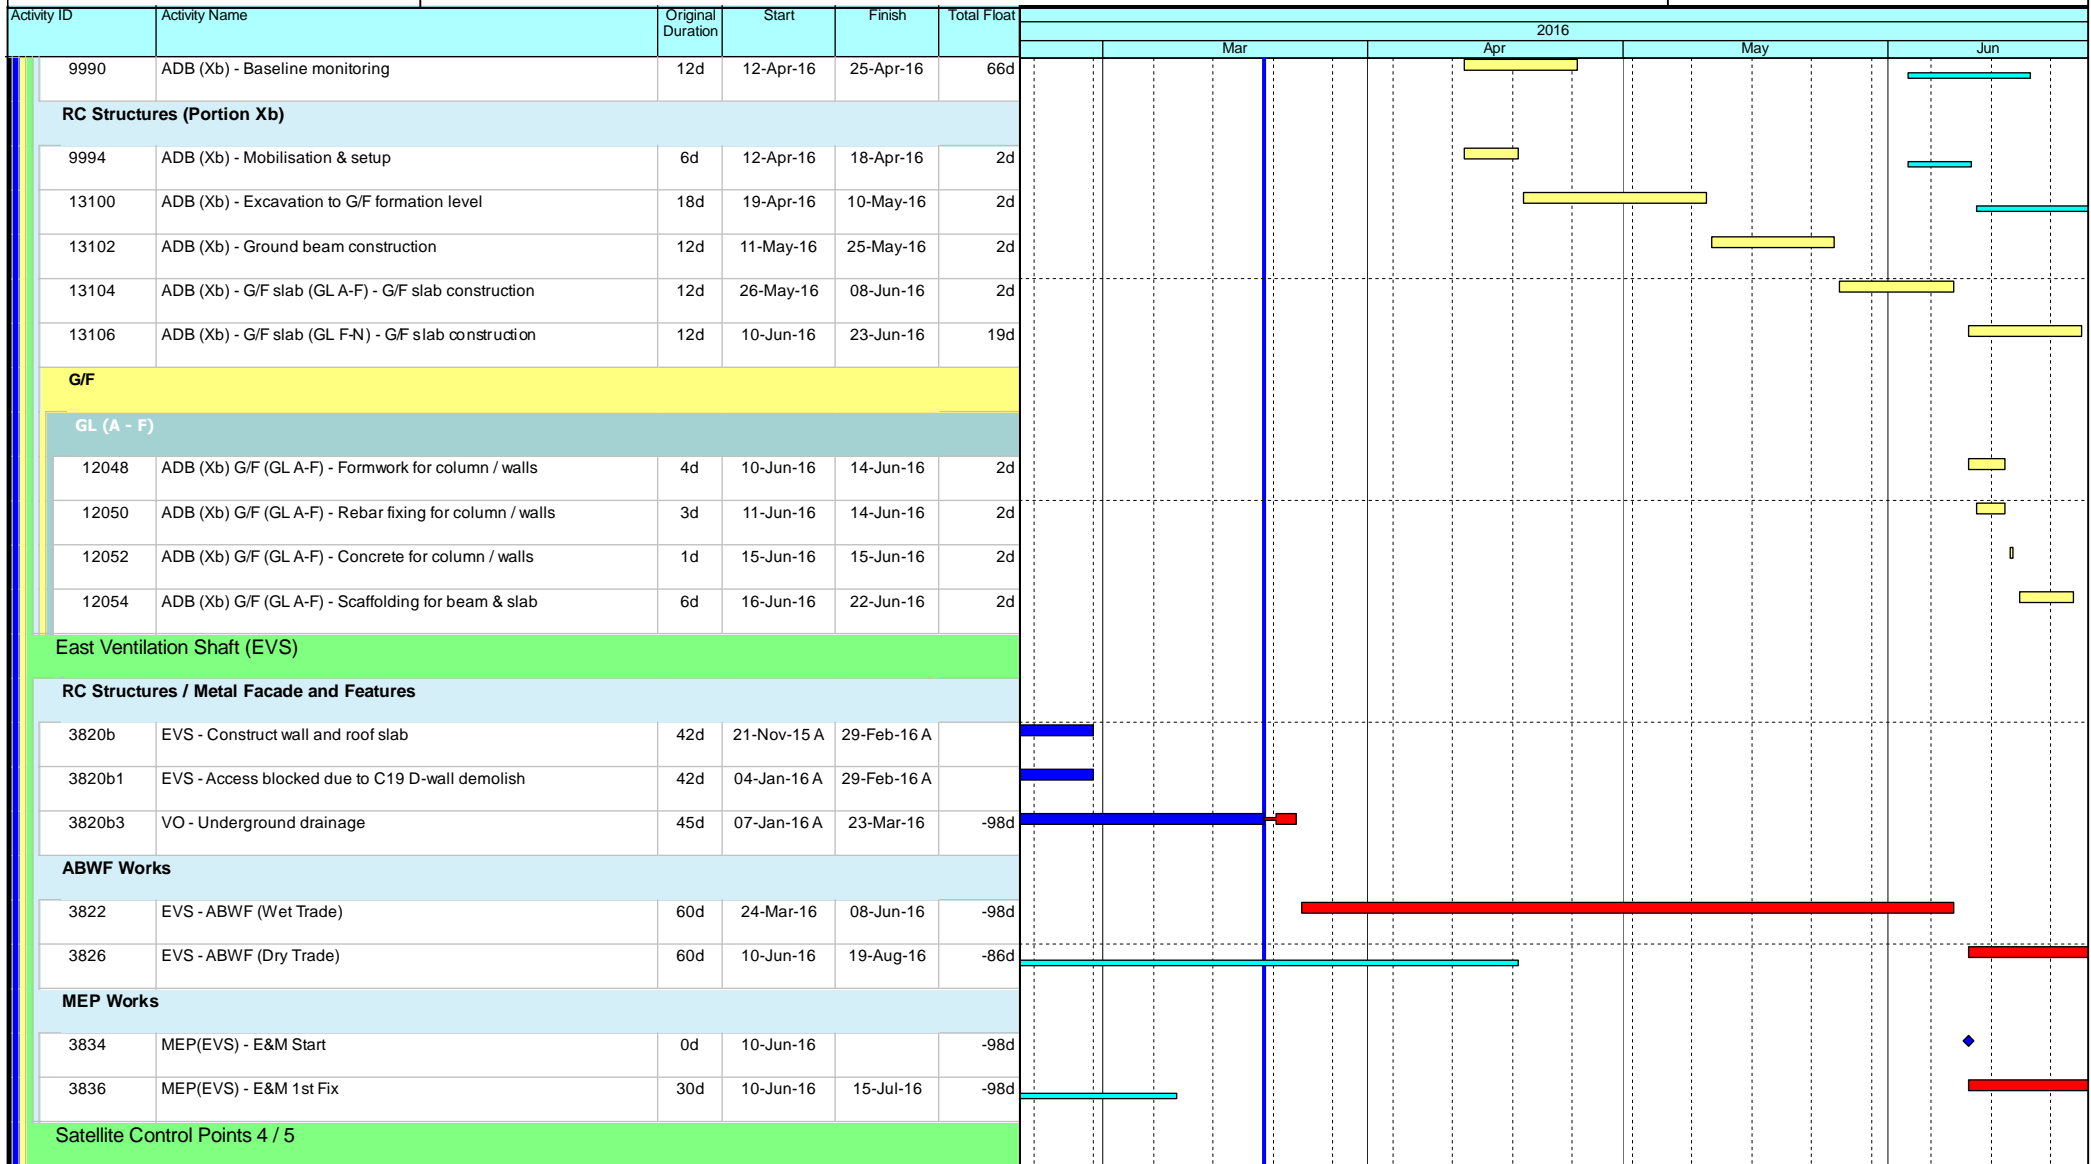 Activity ID Activity Name Original Duration Start Finish Total Float
2016
Mar Apr May Jun
9990 ADB (Xb) - Baseline monitoring 12d 12-Apr-16 25-Apr-16 66d
RC Structures (Portion Xb)
9994 ADB (Xb) - Mobilisation & setup 6d 12-Apr-16 18-Apr-16 2d
13100 ADB (Xb) - Excavation to G/F formation level 18d 19-Apr-16 10-May-16 2d
13102 ADB (Xb) - Ground beam construction 12d 11-May-16 25-May-16 2d
13104 ADB (Xb) - G/F slab (GL A-F) - G/F slab construction 12d 26-May-16 08-Jun-16 2d
13106 ADB (Xb) - G/F slab (GL F-N) - G/F slab construction 12d 10-Jun-16 23-Jun-16 19d
G/F
GL (A - F)
12048 ADB (Xb) G/F (GL A-F) - Formwork for column / walls 4d 10-Jun-16 14-Jun-16 2d
12050 ADB (Xb) G/F (GL A-F) - Rebar fixing for column / walls 3d 11-Jun-16 14-Jun-16 2d
12052 ADB (Xb) G/F (GL A-F) - Concrete for column / walls 1d 15-Jun-16 15-Jun-16 2d
12054 ADB (Xb) G/F (GL A-F) - Scaffolding for beam & slab 6d 16-Jun-16 22-Jun-16 2d
East Ventilation Shaft (EVS)
RC Structures / Metal Facade and Features
3820b EVS - Construct wall and roof slab 42d 21-Nov-15 A 29-Feb-16 A
3820b1 EVS - Access blocked due to C19 D-wall demolish 42d 04-Jan-16 A 29-Feb-16 A
3820b3 VO - Underground drainage 45d 07-Jan-16 A 23-Mar-16 -98d
ABWF Works
3822 EVS - ABWF (Wet Trade) 60d 24-Mar-16 08-Jun-16 -98d
3826 EVS - ABWF (Dry Trade) 60d 10-Jun-16 19-Aug-16 -86d
MEP Works
3834 MEP(EVS) - E&M Start 0d 10-Jun-16 -98d
3836 MEP(EVS) - E&M 1st Fix 30d 10-Jun-16 15-Jul-16 -98d
Satellite Control Points 4 / 5